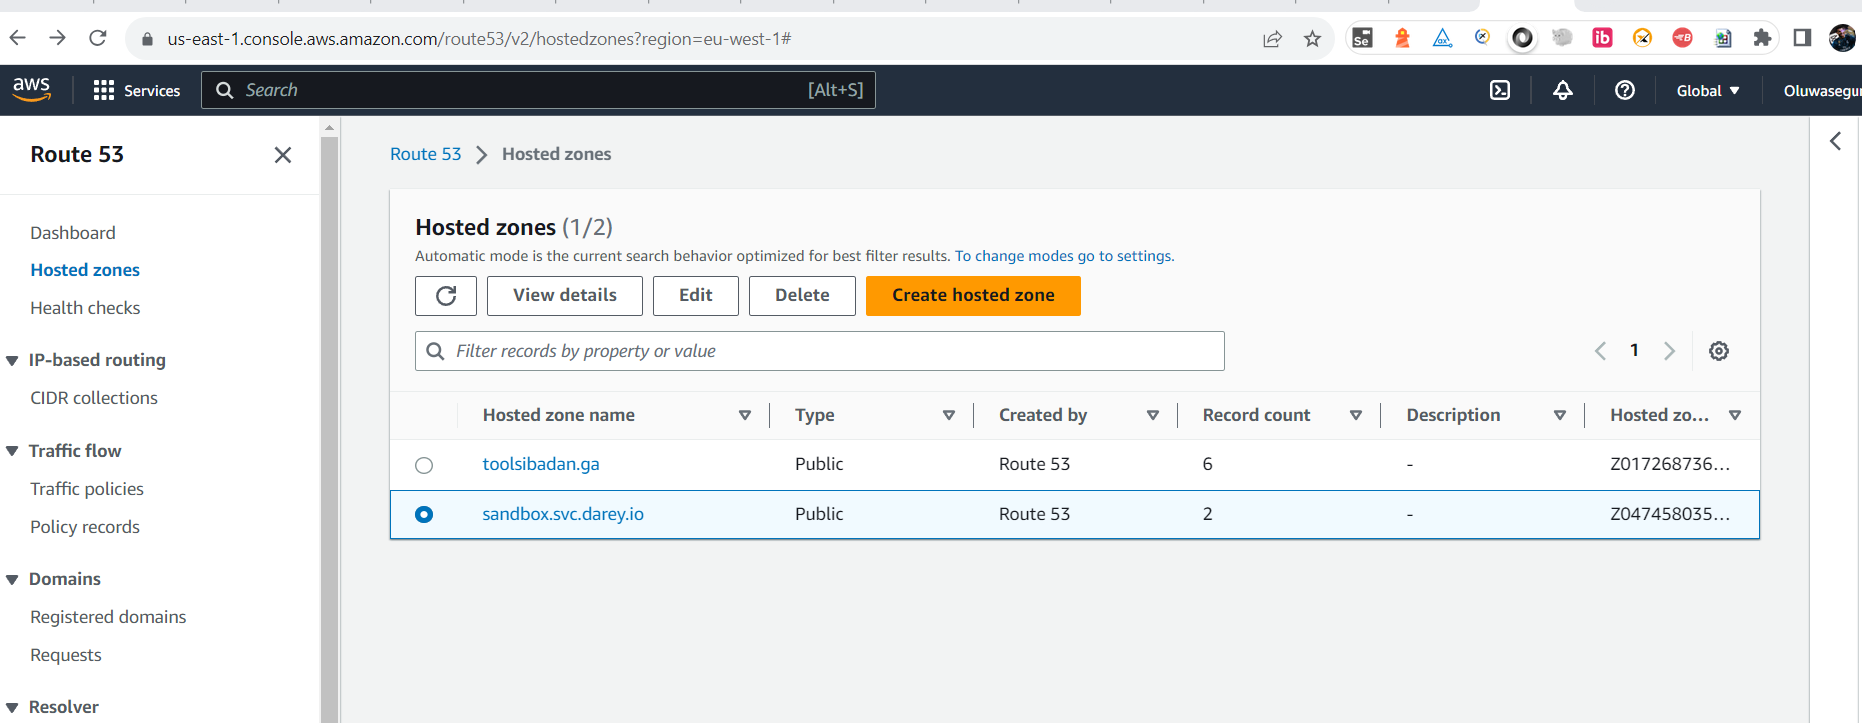 us-east-1.console.aws.amazon.com/route53/v2/hostedzones?region=eu-west-1#
Se
ax
ib
B
aws
Services
Search
[Alt+S]
Global
Oluwasegu
Route 53
Dashboard
Hosted zones
Health checks
IP-based routing
CIDR collections
Traffic flow
Traffic policies
Policy records
Domains
Registered domains
Requests
Resolver
Route 53 Hosted zones
Hosted zones (1/2)
Automatic mode is the current search behavior optimized for best filter results. To change modes go to settings.
View details Edit Delete Create hosted zone
Filter records by property or value
1
Hosted zone name Type Created by Record count Description Hosted zo...
toolsibadan.ga Public Route 53 6 - Z017268736...
sandbox.svc.darey.io Public Route 53 2 - Z047458035...